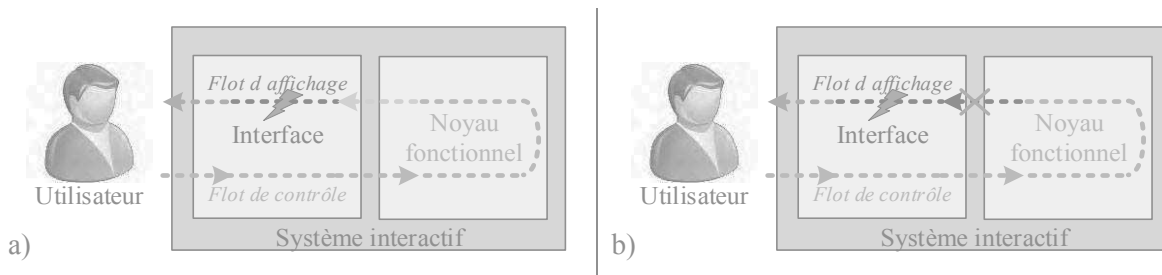 Flot d affichage
Interface
Noyau
fonctionnel
Utilisateur
Flot de contrôle
Système interactif
a)
Flot d affichage
Interface
Noyau
fonctionnel
Utilisateur
Flot de contrôle
Système interactif
b)